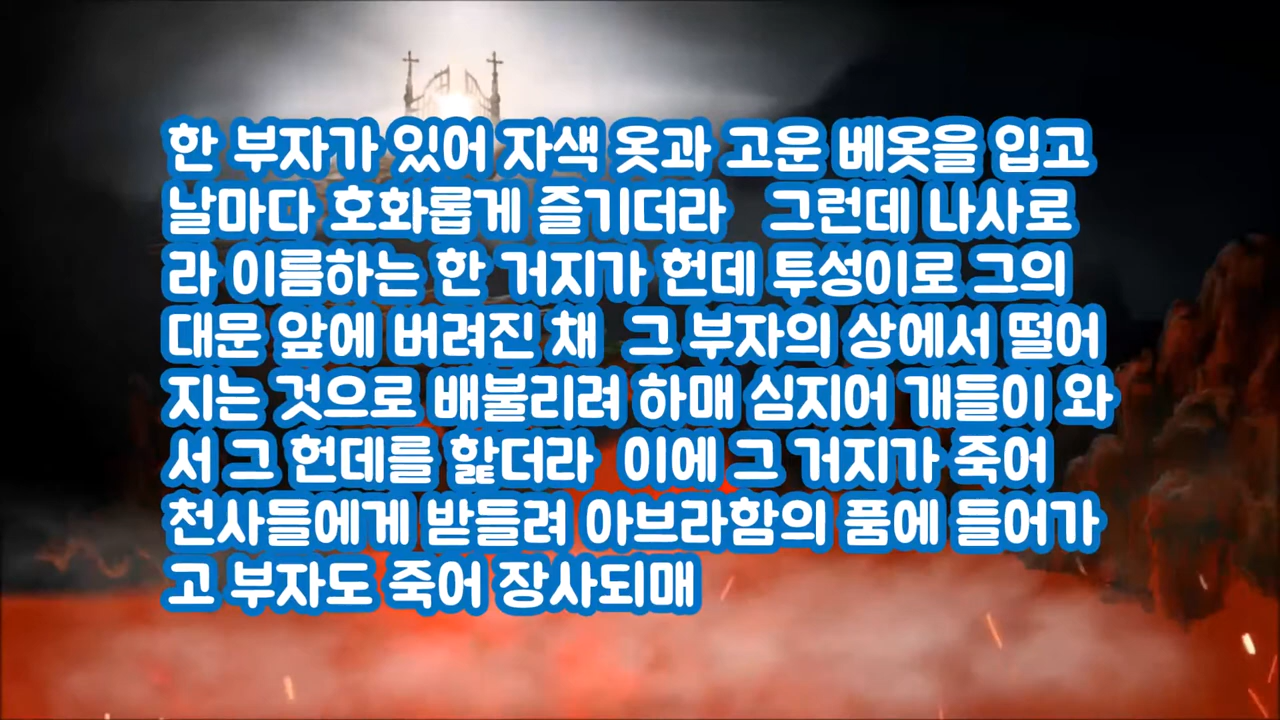 한 부자가 있어 자색 옷과 고운 베옷을 입고
날마다 호화롭게 즐기더라 그런데 나사로
라 이름하는 한 거지가 헌데 투성이로 그의
대문 앞에 버려진 채 그 부자의 상에서 떨어
지는 것으로 배불리려 하매 심지어 개들이 와
서 그 헌데를 핥더라 이에 그 거지가 죽어
천사들에게 받들려 아브라함의 품에 들어가
고 부자도 죽어 장사되매